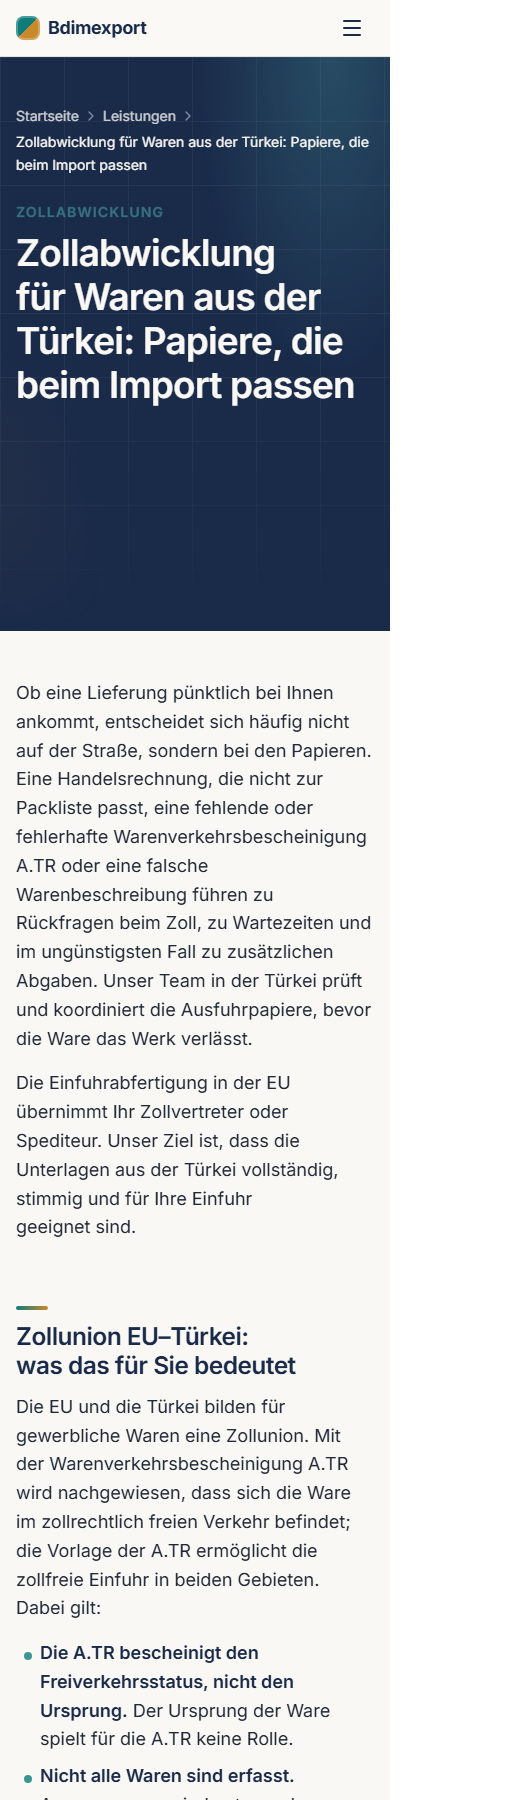 Bdimexport
Startseite > Leistungen >
Zollabwicklung für Waren aus der Türkei: Papiere, die
beim Import passen
ZOLLABWICKLUNG
Zollabwicklung
für Waren aus der
Türkei: Papiere, die
beim Import passen
Ob eine Lieferung pünktlich bei Ihnen
ankommt, entscheidet sich häufig nicht
auf der Straße, sondern bei den Papieren.
Eine Handelsrechnung, die nicht zur
Packliste passt, eine fehlende oder
fehlerhafte Warenverkehrsbescheinigung
A.TR oder eine falsche
Warenbeschreibung führen zu
Rückfragen beim Zoll, zu Wartezeiten und
im ungünstigsten Fall zu zusätzlichen
Abgaben. Unser Team in der Türkei prüft
und koordiniert die Ausfuhrpapiere, bevor
die Ware das Werk verlässt.
Die Einfuhrabfertigung in der EU
übernimmt Ihr Zollvertreter oder
Spediteur. Unser Ziel ist, dass die
Unterlagen aus der Türkei vollständig,
stimmig und für Ihre Einfuhr
geeignet sind.
Zollunion EU–Türkei:
was das für Sie bedeutet
Die EU und die Türkei bilden für
gewerbliche Waren eine Zollunion. Mit
der Warenverkehrsbescheinigung A.TR
wird nachgewiesen, dass sich die Ware
im zollrechtlich freien Verkehr befindet;
die Vorlage der A.TR ermöglicht die
zollfreie Einfuhr in beiden Gebieten.
Dabei gilt:
Die A.TR bescheinigt den
Freiverkehrsstatus, nicht den
Ursprung. Der Ursprung der Ware
spielt für die A.TR keine Rolle.
Nicht alle Waren sind erfasst.